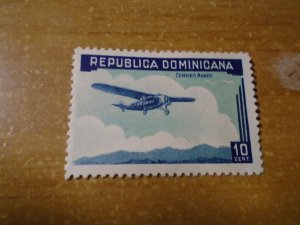 REPUBLICA DOMINICANA
CORREO AEREO
10
CENT.